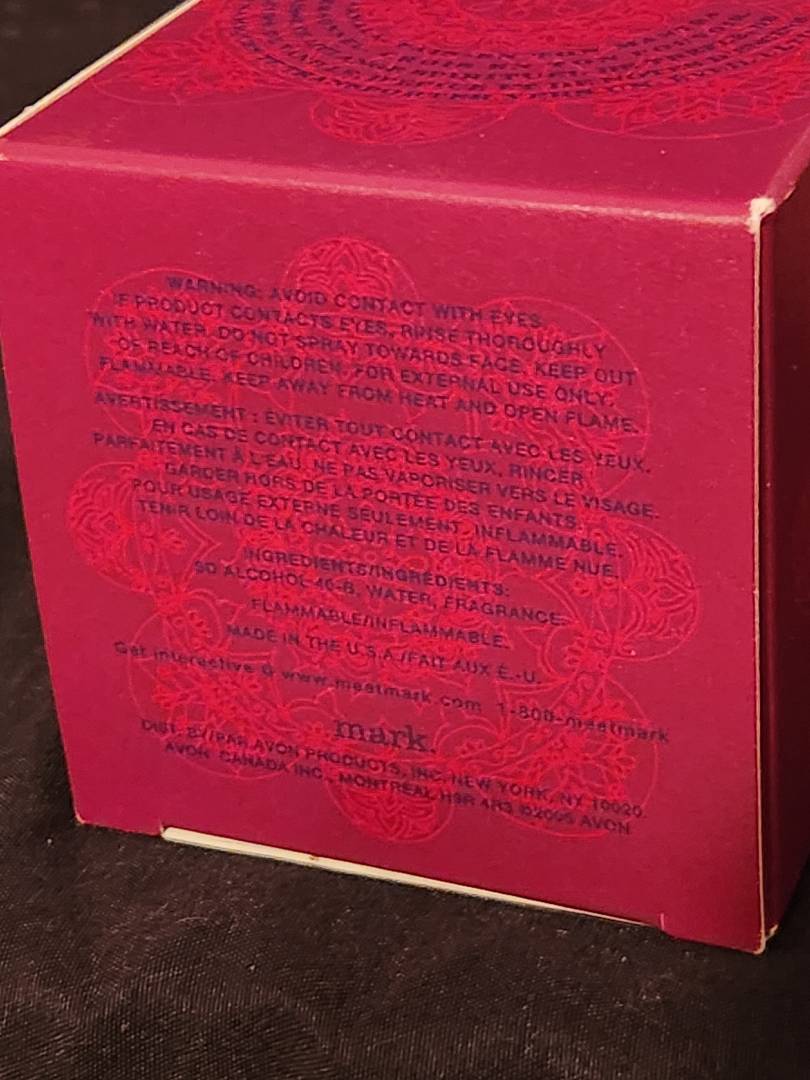 WARNING: AVOID CONTACT WITH EYES.
IF PRODUCT CONTACTS EYES, RINSE THOROUGHLY
WITH WATER. DO NOT SPRAY TOWARDS FACE. KEEP OUT
OF REACH OF CHILDREN. FOR EXTERNAL USE ONLY.
FLAMMABLE. KEEP AWAY FROM HEAT AND OPEN FLAME.
AVERTISSEMENT : ÉVITER TOUT CONTACT AVEC LES YEUX.
EN CAS DE CONTACT AVEC LES YEUX, RINCER
PARFAITEMENT À L'EAU. NE PAS VAPORISER VERS LE VISAGE.
GARDER HORS DE LA PORTÉE DES ENFANTS.
POUR USAGE EXTERNE SEULEMENT. INFLAMMABLE.
TENIR LOIN DE LA CHALEUR ET DE LA FLAMME NUE.
INGREDIENTS/INGRÉDIENTS:
SD ALCOHOL 40-B, WATER, FRAGRANCE.
FLAMMABLE/INFLAMMABLE.
MADE IN THE U.S.A./FAIT AUX É.-U.
Get interactive @ www.meetmark.com 1-800-meetmark
mark.
DIST. BY/PAR AVON PRODUCTS, INC. NEW YORK, NY 10020.
AVON CANADA INC., MONTREAL H9R 4R3 ©2005 AVON